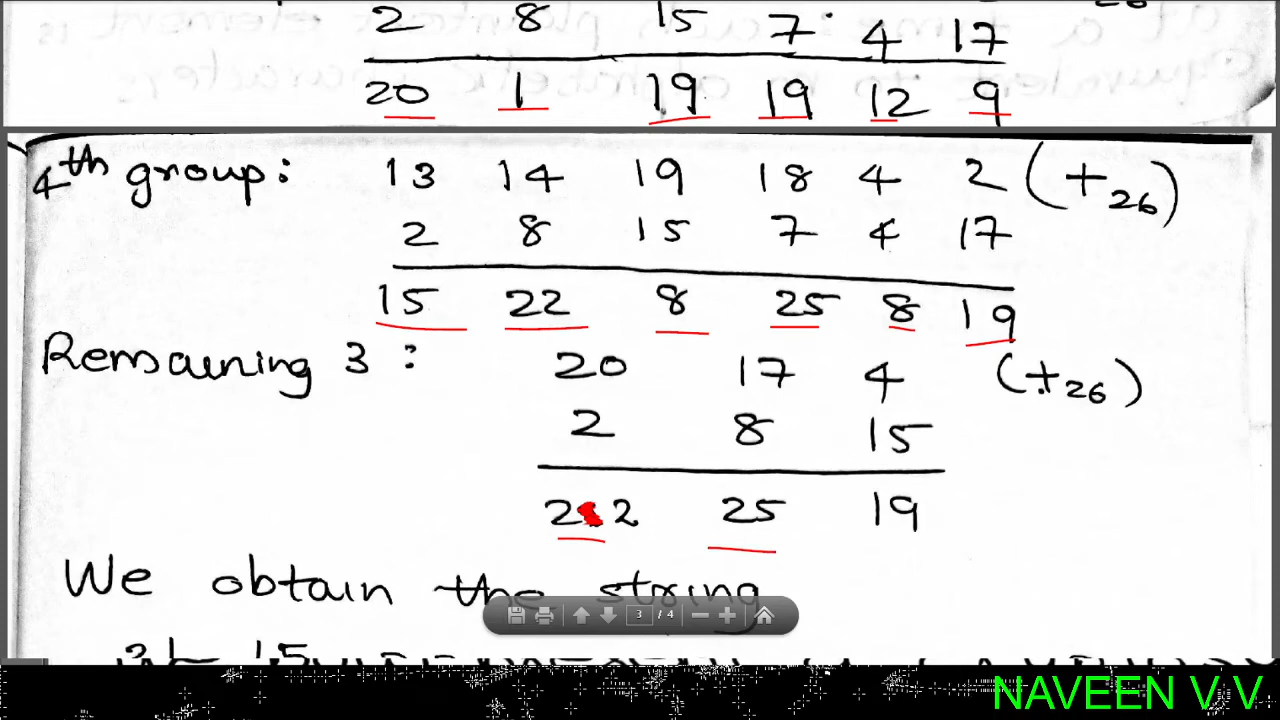 2 8 15 7 4 17
20 1 19 19 12 9
4th group: 13 14 19 18 4 2 (+26)
2 8 15 7 4 17
15 22 8 25 8 19
Remaining 3 : 20 17 4 (+26)
2 8 15
22 25 19
We obtain the string
3 / 4
NAVEEN V V